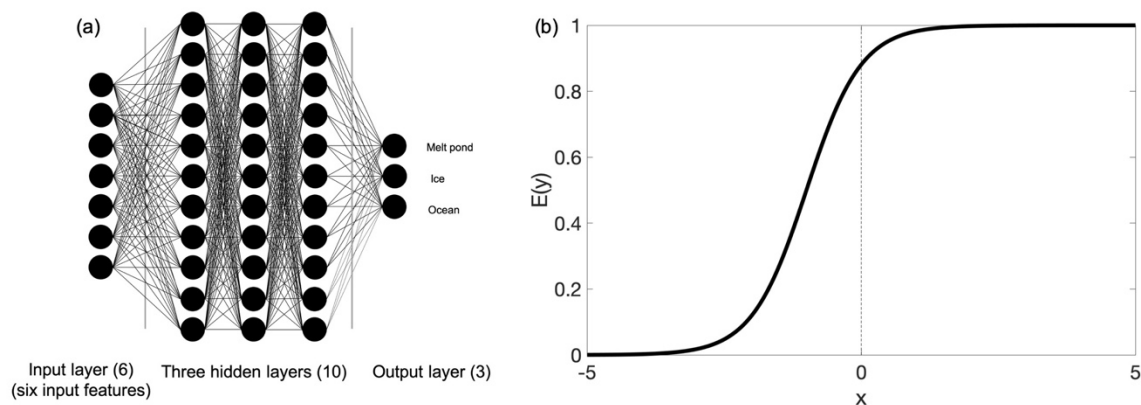 (a)
Melt pond
Ice
Ocean
Input layer (6)
(six input features)
Three hidden layers (10)
Output layer (3)
(b)
1
0.8
0.6
0.4
0.2
0
E(y)
-5
0
5
x